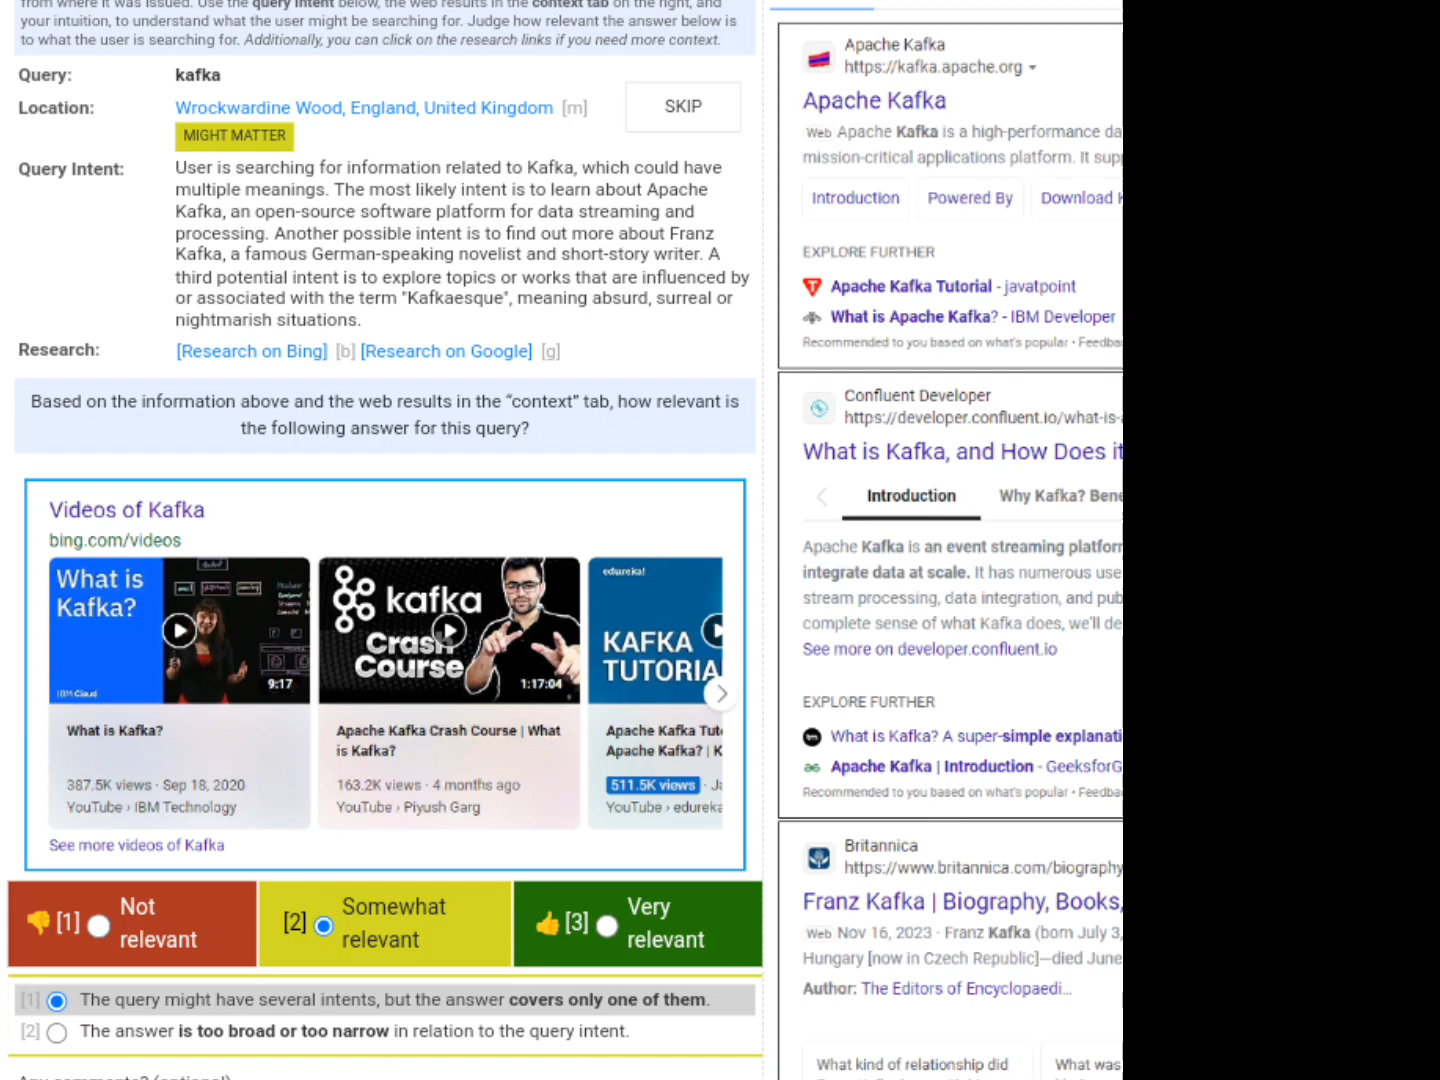 from where it was issued. Use the query intent below, the web results in the context tab on the right, and
your intuition, to understand what the user might be searching for. Judge how relevant the answer below is
to what the user is searching for. Additionally, you can click on the research links if you need more context.
Query: kafka
Location: Wrockwardine Wood, England, United Kingdom [m]
SKIP
MIGHT MATTER
Query Intent: User is searching for information related to Kafka, which could have
multiple meanings. The most likely intent is to learn about Apache
Kafka, an open-source software platform for data streaming and
processing. Another possible intent is to find out more about Franz
Kafka, a famous German-speaking novelist and short-story writer. A
third potential intent is to explore topics or works that are influenced by
or associated with the term "Kafkaesque", meaning absurd, surreal or
nightmarish situations.
Research: [Research on Bing] [b] [Research on Google] [g]
Based on the information above and the web results in the “context” tab, how relevant is
the following answer for this query?
Videos of Kafka
bing.com/videos
What is
Kafka?
IBM Cloud
9:17
What is Kafka?
387.5K views · Sep 18, 2020
YouTube › IBM Technology
kafka
Crash
Course
1:17:04
Apache Kafka Crash Course | What
is Kafka?
163.2K views · 4 months ago
YouTube › Piyush Garg
edureka!
KAFKA
TUTORIA
Apache Kafka Tut
Apache Kafka? | K
511.5K views · Ja
YouTube › edureka
See more videos of Kafka
[1] Not
relevant
[2] Somewhat
relevant
[3] Very
relevant
[1] The query might have several intents, but the answer covers only one of them.
[2] The answer is too broad or too narrow in relation to the query intent.
Any comments? (optional)
Apache Kafka
https://kafka.apache.org
Apache Kafka
Web Apache Kafka is a high-performance da
mission-critical applications platform. It sup
Introduction
Powered By
Download K
EXPLORE FURTHER
Apache Kafka Tutorial - javatpoint
What is Apache Kafka? - IBM Developer
Recommended to you based on what's popular • Feedba
Confluent Developer
https://developer.confluent.io/what-is-a
What is Kafka, and How Does it
Introduction
Why Kafka? Bene
Apache Kafka is an event streaming platforr
integrate data at scale. It has numerous use
stream processing, data integration, and pub
complete sense of what Kafka does, we'll de
See more on developer.confluent.io
EXPLORE FURTHER
What is Kafka? A super-simple explanati
Apache Kafka | Introduction - GeeksforG
Recommended to you based on what's popular • Feedba
Britannica
https://www.britannica.com/biography
Franz Kafka | Biography, Books,
Web Nov 16, 2023 · Franz Kafka (born July 3,
Hungary [now in Czech Republic]—died June
Author: The Editors of Encyclopaedi...
What kind of relationship did
What was